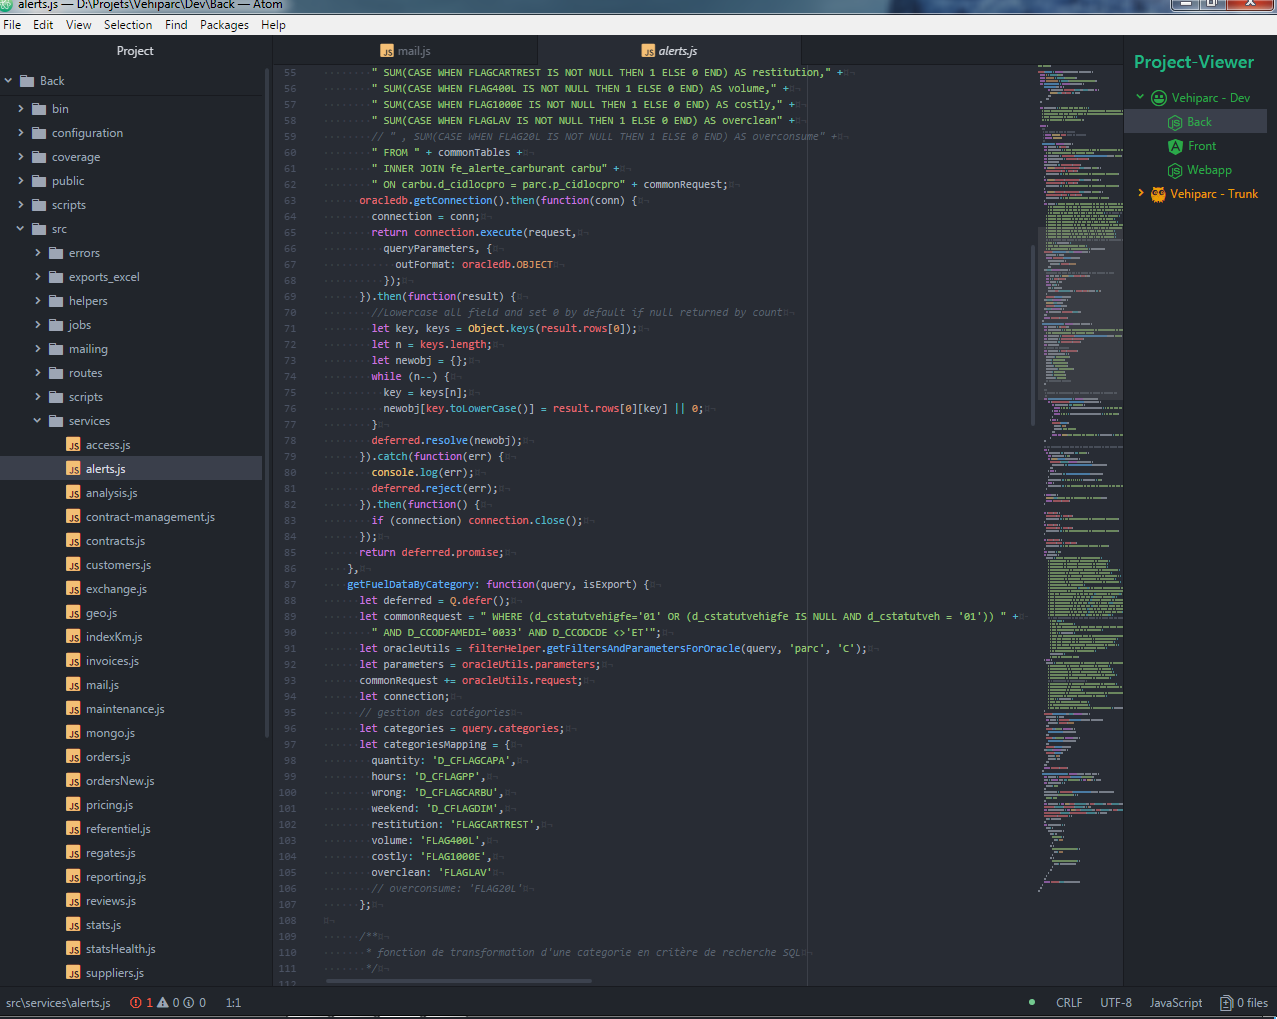 alerts.js — D:\Projets\Vehiparc\Dev\Back — Atom
File Edit View Selection Find Packages Help
Project
Back
bin
configuration
coverage
public
scripts
src
errors
exports_excel
helpers
jobs
mailing
routes
scripts
services
access.js
alerts.js
analysis.js
contract-management.js
contracts.js
customers.js
exchange.js
geo.js
indexKm.js
invoices.js
mail.js
maintenance.js
mongo.js
orders.js
ordersNew.js
pricing.js
referentiel.js
regates.js
reporting.js
reviews.js
stats.js
statsHealth.js
suppliers.js
mail.js
alerts.js
55 " SUM(CASE WHEN FLAGCARTREST IS NOT NULL THEN 1 ELSE 0 END) AS restitution," +
56 " SUM(CASE WHEN FLAG400L IS NOT NULL THEN 1 ELSE 0 END) AS volume," +
57 " SUM(CASE WHEN FLAG1000E IS NOT NULL THEN 1 ELSE 0 END) AS costly," +
58 " SUM(CASE WHEN FLAGLAV IS NOT NULL THEN 1 ELSE 0 END) AS overclean" +
59 // " , SUM(CASE WHEN FLAG20L IS NOT NULL THEN 1 ELSE 0 END) AS overconsume" +
60 " FROM " + commonTables +
61 " INNER JOIN fe_alerte_carburant carbu" +
62 " ON carbu.d_cidlocpro = parc.p_cidlocpro" + commonRequest;
63 oracledb.getConnection().then(function(conn) {
64 connection = conn;
65 return connection.execute(request,
66 queryParameters, {
67 outFormat: oracledb.OBJECT
68 });
69 }).then(function(result) {
70 //Lowercase all field and set 0 by default if null returned by count
71 let key, keys = Object.keys(result.rows[0]);
72 let n = keys.length;
73 let newobj = {};
74 while (n--) {
75 key = keys[n];
76 newobj[key.toLowerCase()] = result.rows[0][key] || 0;
77 }
78 deferred.resolve(newobj);
79 }).catch(function(err) {
80 console.log(err);
81 deferred.reject(err);
82 }).then(function() {
83 if (connection) connection.close();
84 });
85 return deferred.promise;
86 },
87 getFuelDataByCategory: function(query, isExport) {
88 let deferred = Q.defer();
89 let commonRequest = " WHERE (d_cstatutvehigfe='01' OR (d_cstatutvehigfe IS NULL AND d_cstatutveh = '01')) " +
90 " AND D_CCODFAMEDI='0033' AND D_CCODCDE <>'ET'";
91 let oracleUtils = filterHelper.getFiltersAndParametersForOracle(query, 'parc', 'C');
92 let parameters = oracleUtils.parameters;
93 commonRequest += oracleUtils.request;
94 let connection;
95 // gestion des catégories
96 let categories = query.categories;
97 let categoriesMapping = {
98 quantity: 'D_CFLAGCAPA',
99 hours: 'D_CFLAGPP',
100 wrong: 'D_CFLAGCARBU',
101 weekend: 'D_CFLAGDIM',
102 restitution: 'FLAGCARTREST',
103 volume: 'FLAG400L',
104 costly: 'FLAG1000E',
105 overclean: 'FLAGLAV'
106 // overconsume: 'FLAG20L'
107 };
108
109 /**
110 * fonction de transformation d'une categorie en critère de recherche SQL
111 */
112
Project-Viewer
Vehiparc - Dev
Back
Front
Webapp
Vehiparc - Trunk
src\services\alerts.js 1 0 0 1:1 CRLF UTF-8 JavaScript 0 files